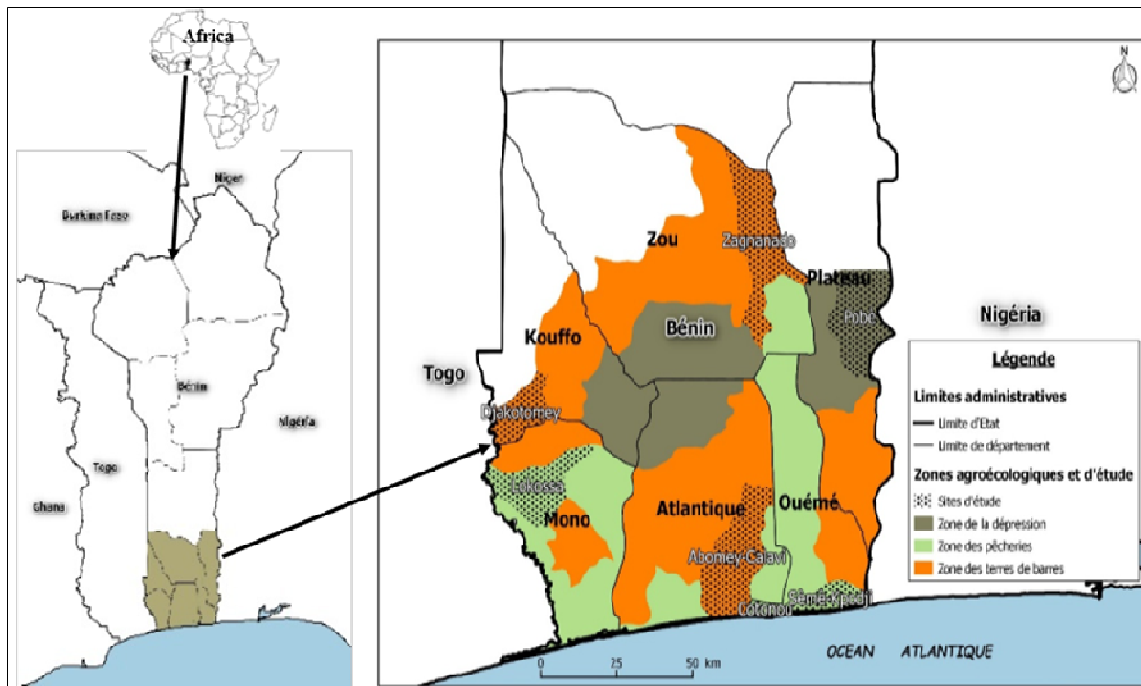 Africa
Niger
Burkina Faso
Bénin
Nigéria
Togo
Ghana
N
Zou
Zagnanado
Plateau
Pobè
Nigéria
Bénin
Kouffo
Togo
Djakotomey
Lokossa
Mono
Atlantique
Ouémé
Abomey-Calavi
Cotonou
Sèmè-Kpodji
Légende
Limites administratives
Limite d'Etat
Limite de département
Zones agroécologiques et d'étude
Sites d'étude
Zone de la dépression
Zone des pêcheries
Zone des terres de barres
0 25 50 km
OCEAN ATLANTIQUE